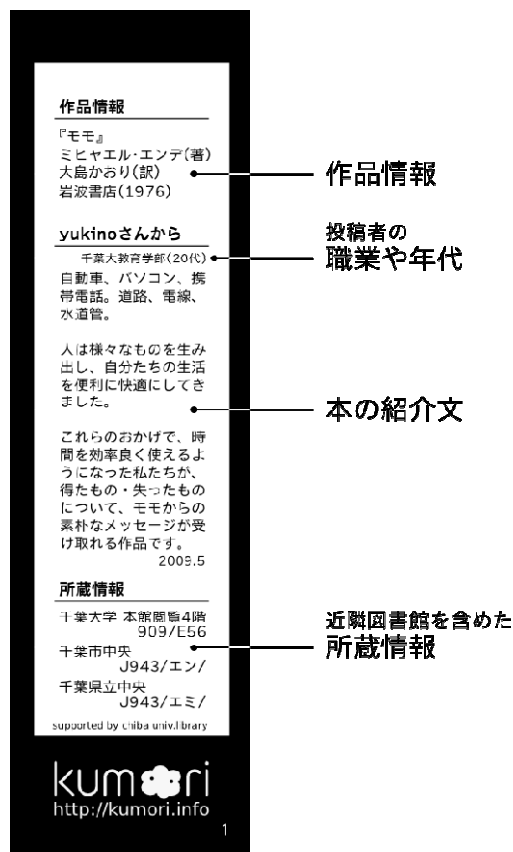 作品情報
『モモ』
ミヒャエル・エンデ(著)
大島かおり(訳)
岩波書店(1976)
yukinoさんから
千葉大教育学部(20代)
自動車、パソコン、携
帯電話。道路、電線、
水道管。
人は様々なものを生み
出し、自分たちの生活
を便利に快適にしてき
ました。
これらのおかげで、時
間を効率良く使えるよ
うになった私たちが、
得たもの・失ったもの
について、モモからの
素朴なメッセージが受
け取れる作品です。
2009.5
所蔵情報
千葉大学 本館閲覧4階
909/E56
千葉市中央
J943/エン/
千葉県立中央
J943/エミ/
supported by chiba univ.library
kumori
http://kumori.info
1
作品情報
投稿者の
職業や年代
本の紹介文
近隣図書館を含めた
所蔵情報